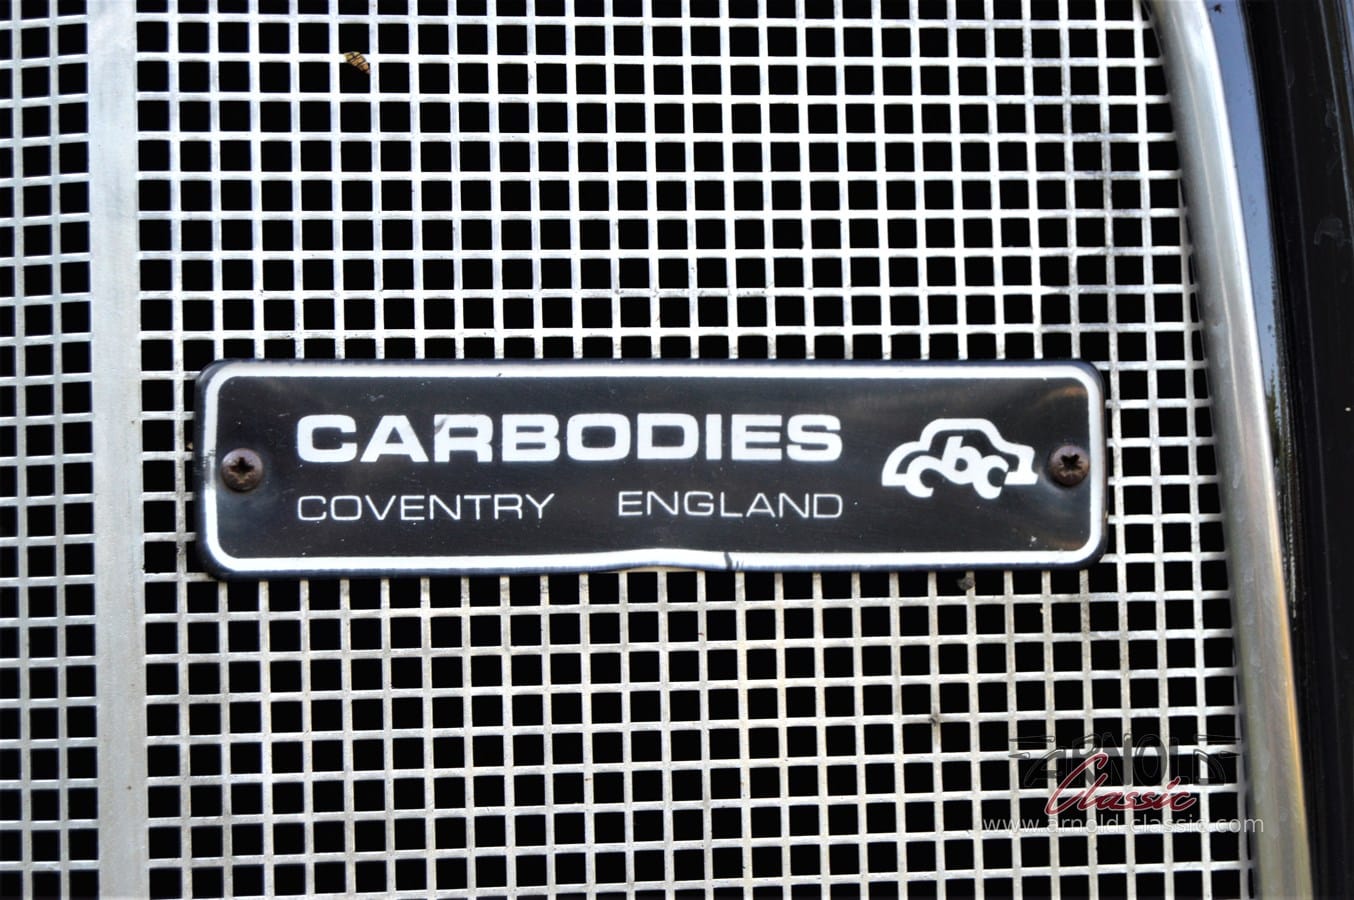 CARBODIES
COVENTRY ENGLAND
cbc
ARNOLD
Classic
www.arnold-classic.com